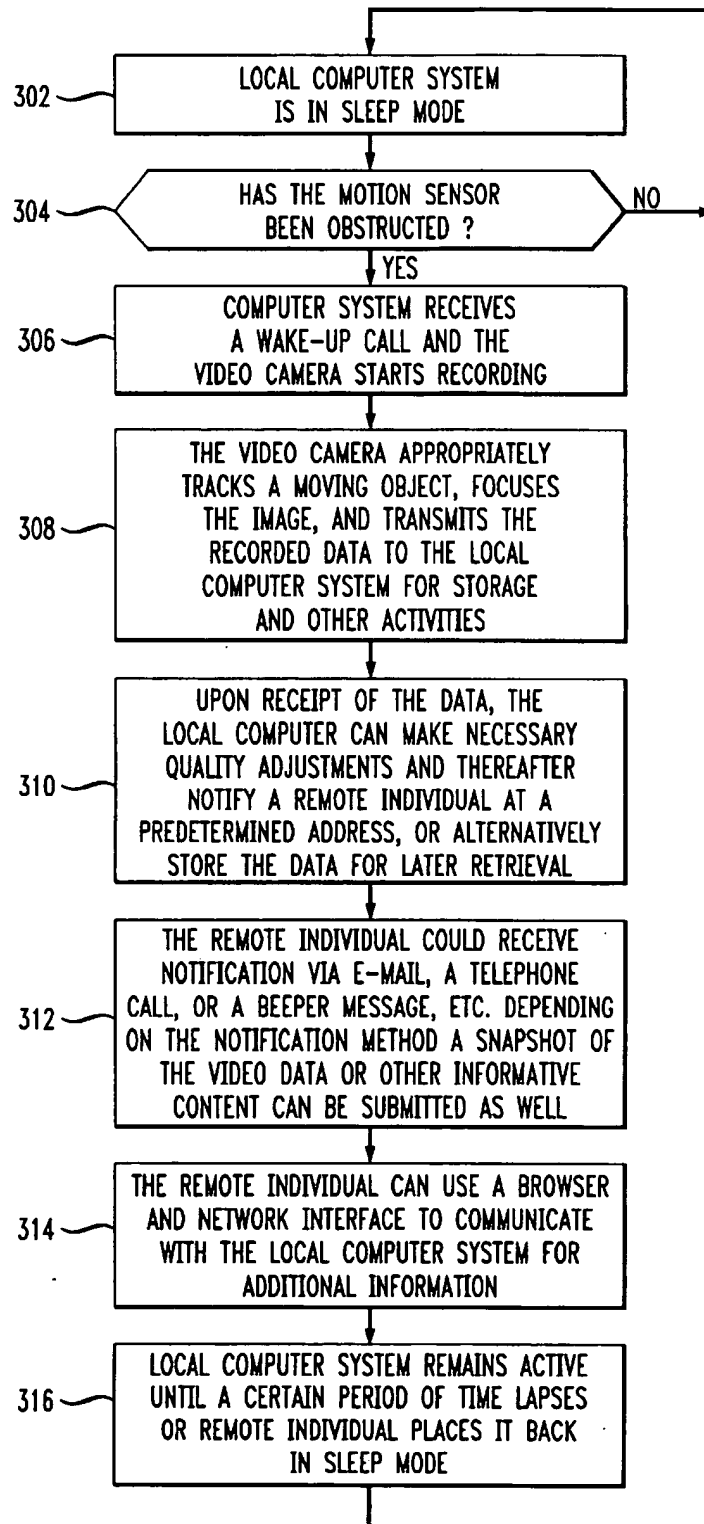 302
LOCAL COMPUTER SYSTEM
IS IN SLEEP MODE
304
HAS THE MOTION SENSOR
BEEN OBSTRUCTED ?
NO
YES
306
COMPUTER SYSTEM RECEIVES
A WAKE-UP CALL AND THE
VIDEO CAMERA STARTS RECORDING
308
THE VIDEO CAMERA APPROPRIATELY
TRACKS A MOVING OBJECT, FOCUSES
THE IMAGE, AND TRANSMITS THE
RECORDED DATA TO THE LOCAL
COMPUTER SYSTEM FOR STORAGE
AND OTHER ACTIVITIES
310
UPON RECEIPT OF THE DATA, THE
LOCAL COMPUTER CAN MAKE NECESSARY
QUALITY ADJUSTMENTS AND THEREAFTER
NOTIFY A REMOTE INDIVIDUAL AT A
PREDETERMINED ADDRESS, OR ALTERNATIVELY
STORE THE DATA FOR LATER RETRIEVAL
312
THE REMOTE INDIVIDUAL COULD RECEIVE
NOTIFICATION VIA E-MAIL, A TELEPHONE
CALL, OR A BEEPER MESSAGE, ETC. DEPENDING
ON THE NOTIFICATION METHOD A SNAPSHOT OF
THE VIDEO DATA OR OTHER INFORMATIVE
CONTENT CAN BE SUBMITTED AS WELL
314
THE REMOTE INDIVIDUAL CAN USE A BROWSER
AND NETWORK INTERFACE TO COMMUNICATE
WITH THE LOCAL COMPUTER SYSTEM FOR
ADDITIONAL INFORMATION
316
LOCAL COMPUTER SYSTEM REMAINS ACTIVE
UNTIL A CERTAIN PERIOD OF TIME LAPSES
OR REMOTE INDIVIDUAL PLACES IT BACK
IN SLEEP MODE